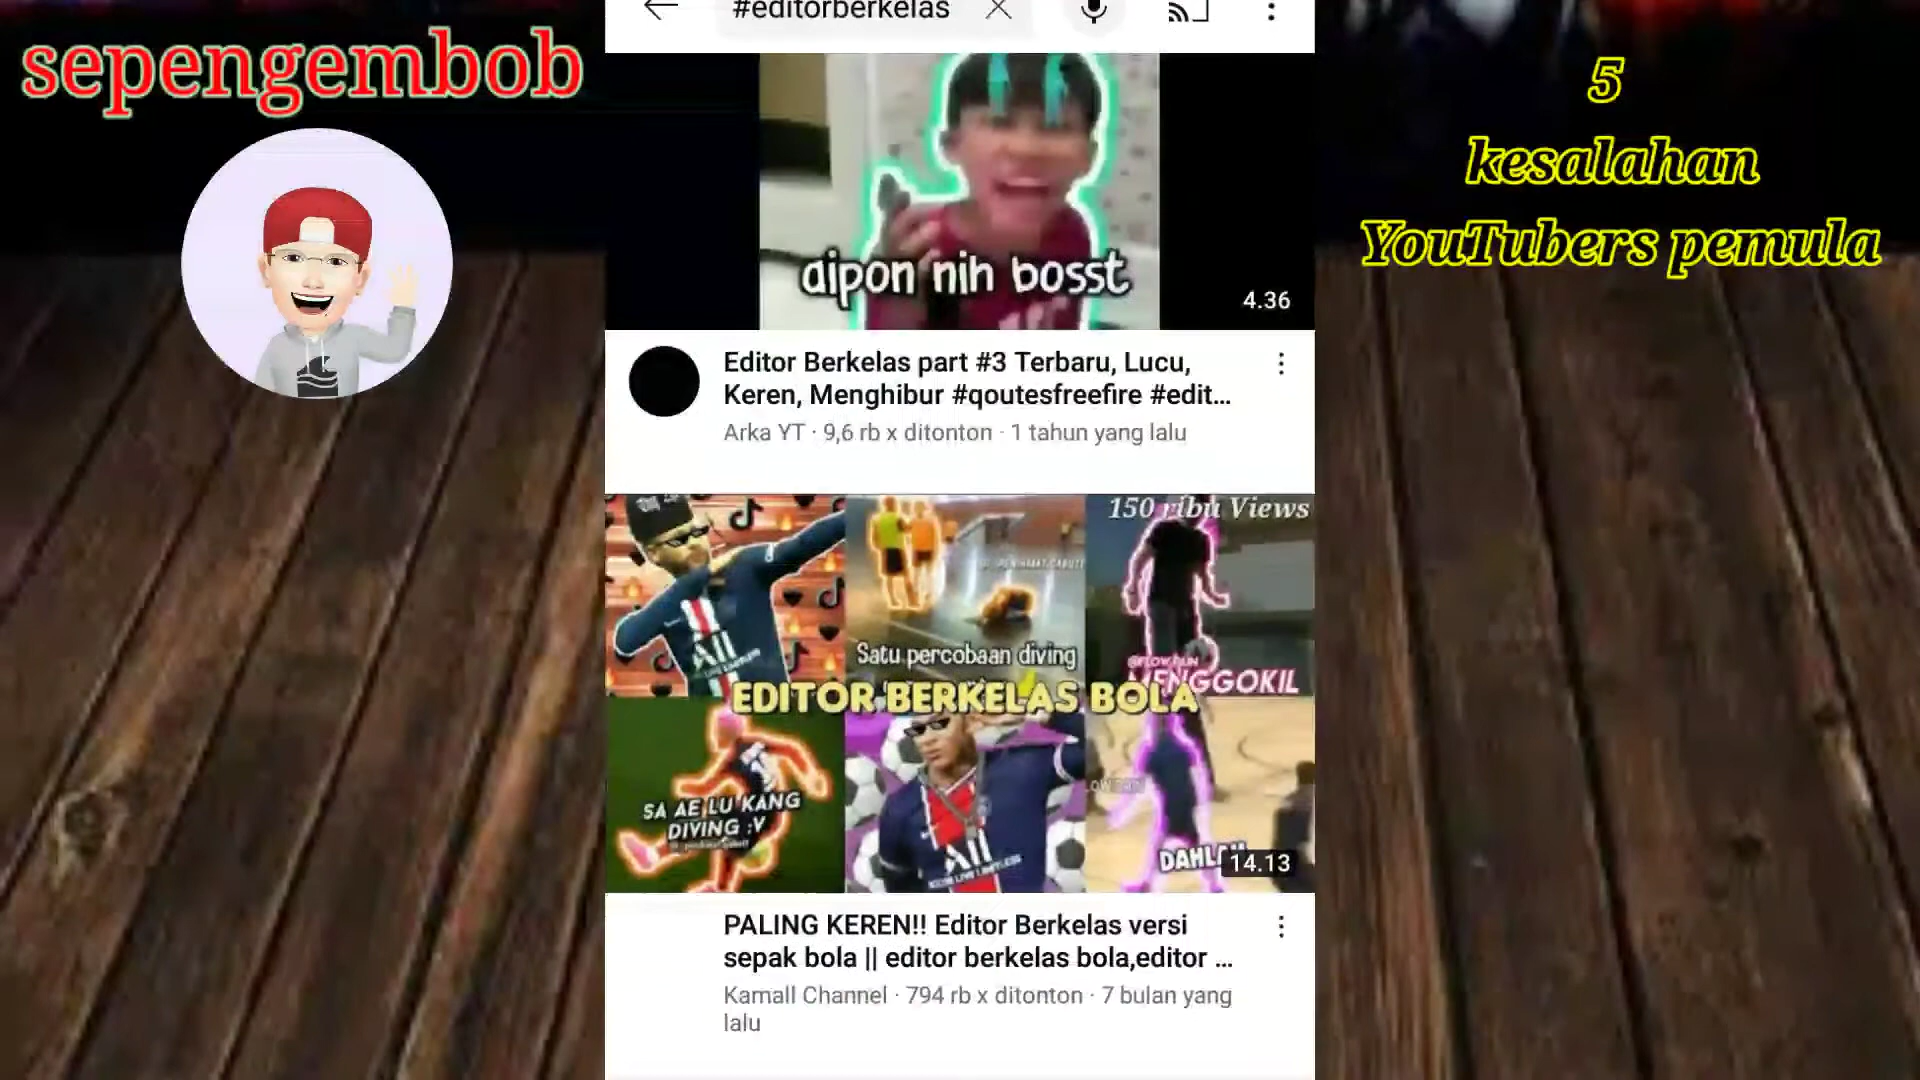 sepengembob
5
kesalahan
YouTubers pemula
#editorberkelas
dipon nih bosst
4.36
Editor Berkelas part #3 Terbaru, Lucu,
Keren, Menghibur #qoutesfreefire #edit...
Arka YT · 9,6 rb x ditonton · 1 tahun yang lalu
150 ribu Views
Satu percobaan diving
MENGGOKIL
EDITOR BERKELAS BOLA
SA AE LU KANG
DIVING :V
14.13
PALING KEREN!! Editor Berkelas versi
sepak bola || editor berkelas bola,editor ...
Kamall Channel · 794 rb x ditonton · 7 bulan yang
lalu